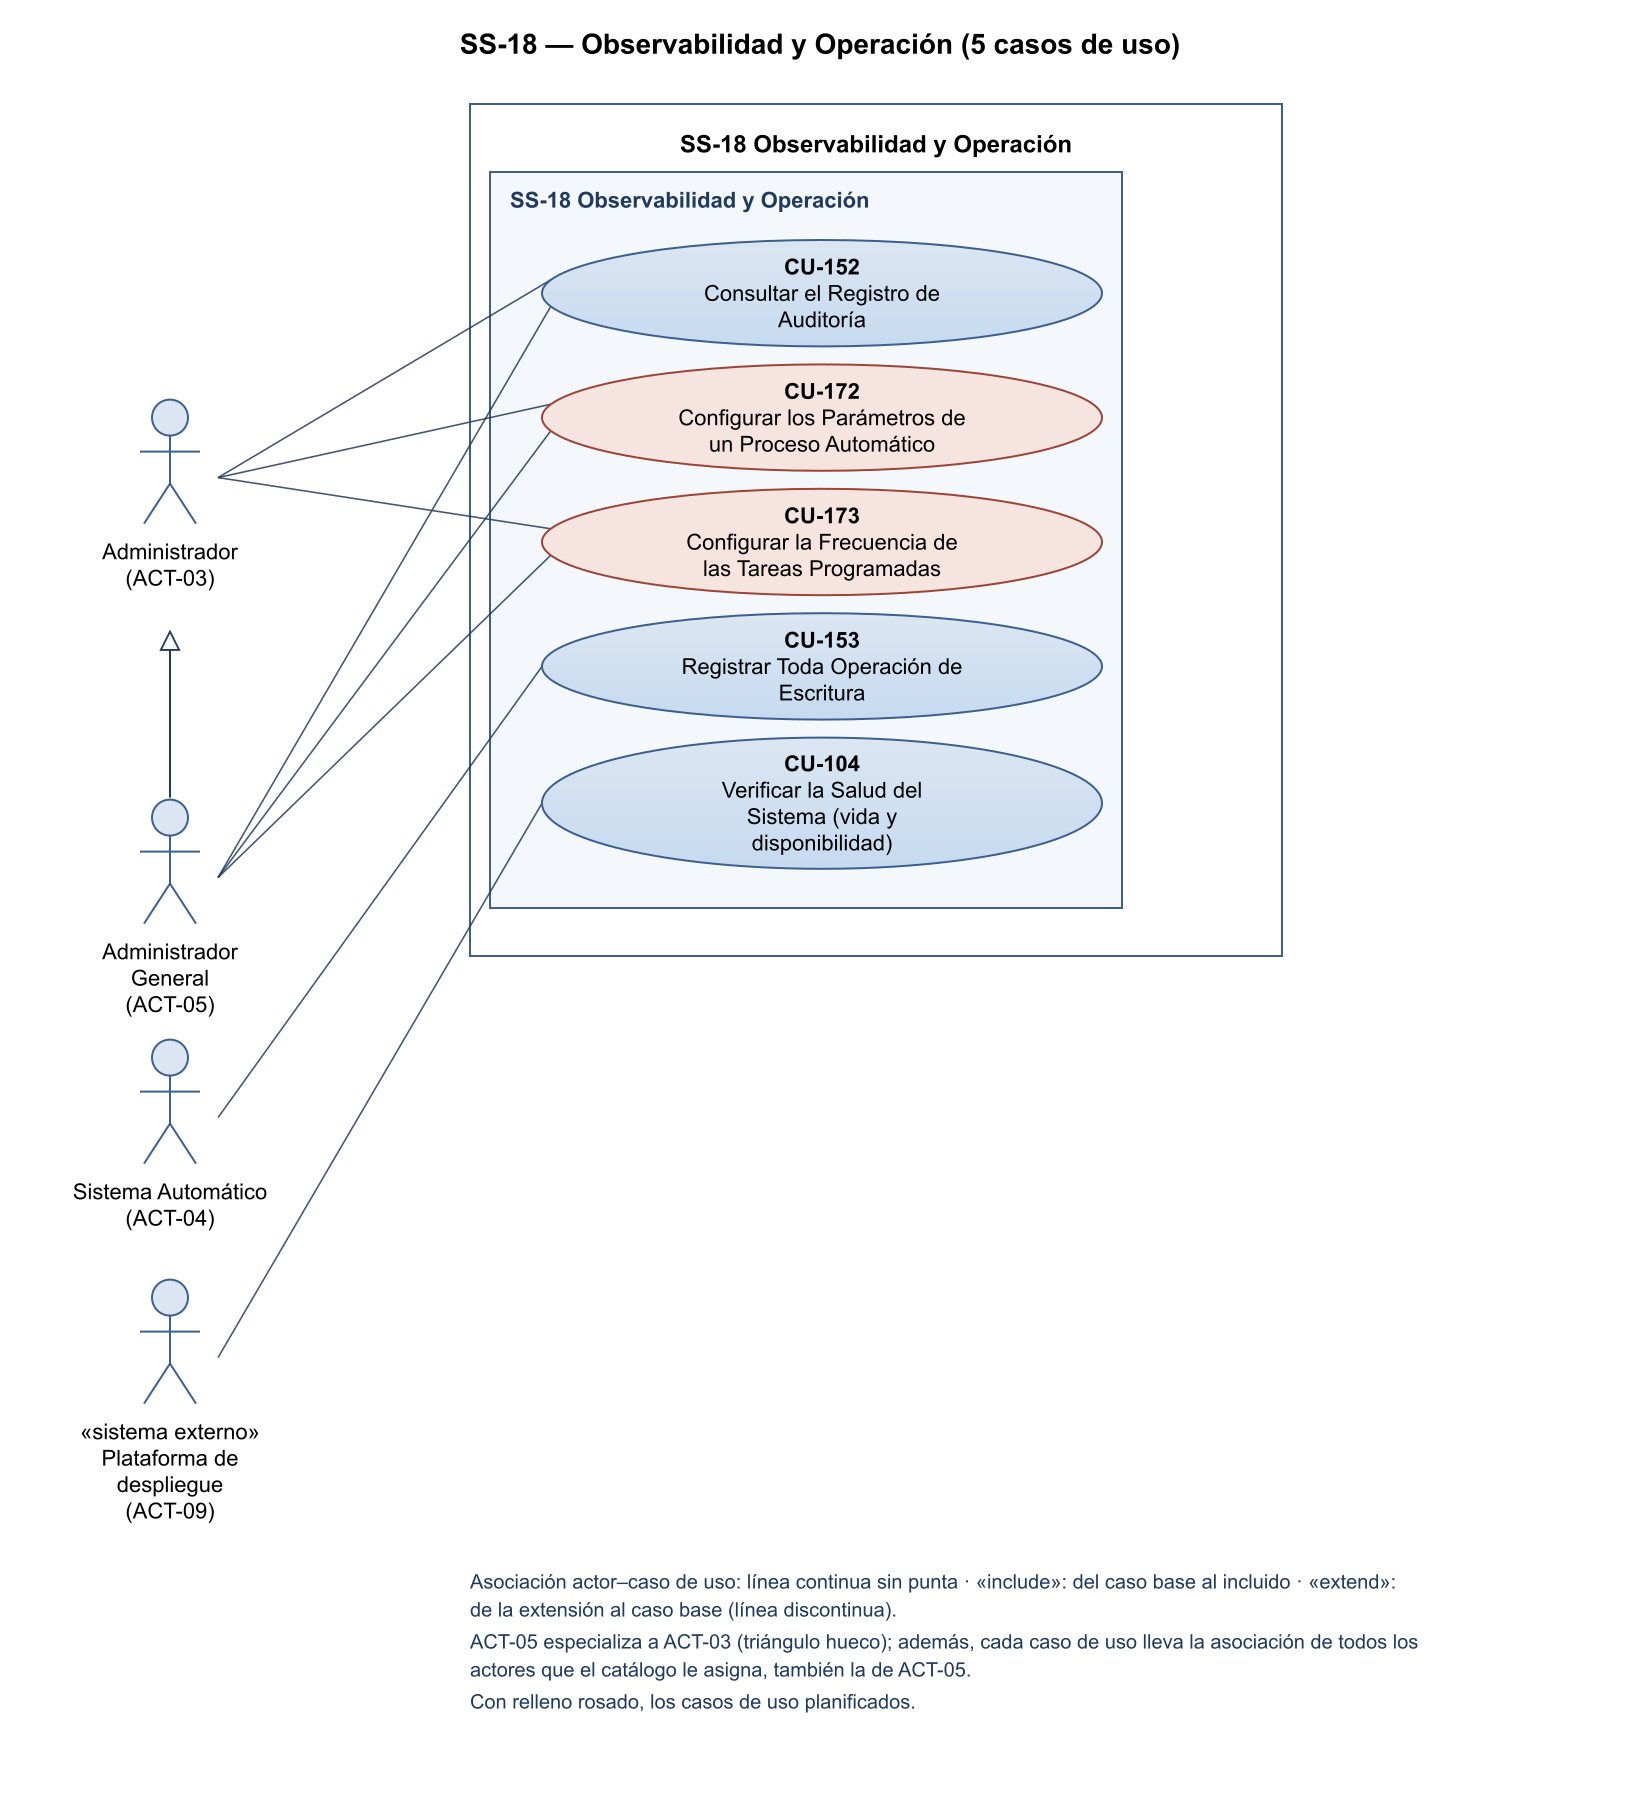 SS-18 — Observabilidad y Operación (5 casos de uso)
SS-18 Observabilidad y Operación
SS-18 Observabilidad y Operación
CU-152
Consultar el Registro de
Auditoría
CU-172
Configurar los Parámetros de
un Proceso Automático
CU-173
Configurar la Frecuencia de
las Tareas Programadas
CU-153
Registrar Toda Operación de
Escritura
CU-104
Verificar la Salud del
Sistema (vida y
disponibilidad)
Administrador
(ACT-03)
Administrador
General
(ACT-05)
Sistema Automático
(ACT-04)
«sistema externo»
Plataforma de
despliegue
(ACT-09)
Asociación actor–caso de uso: línea continua sin punta · «include»: del caso base al incluido · «extend»:
de la extensión al caso base (línea discontinua).
ACT-05 especializa a ACT-03 (triángulo hueco); además, cada caso de uso lleva la asociación de todos los
actores que el catálogo le asigna, también la de ACT-05.
Con relleno rosado, los casos de uso planificados.